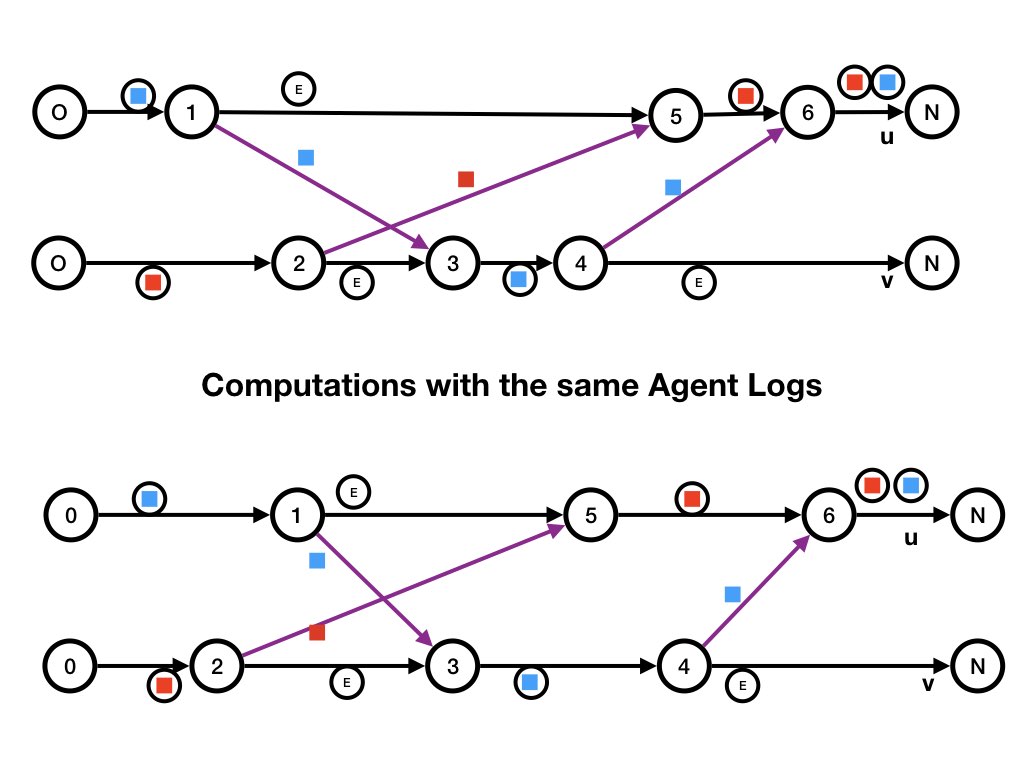 E
O 1 5 6 N
u
O 2 3 4 N
E E v
Computations with the same Agent Logs
E
0 1 5 6 N
u
0 2 3 4 N
E E v